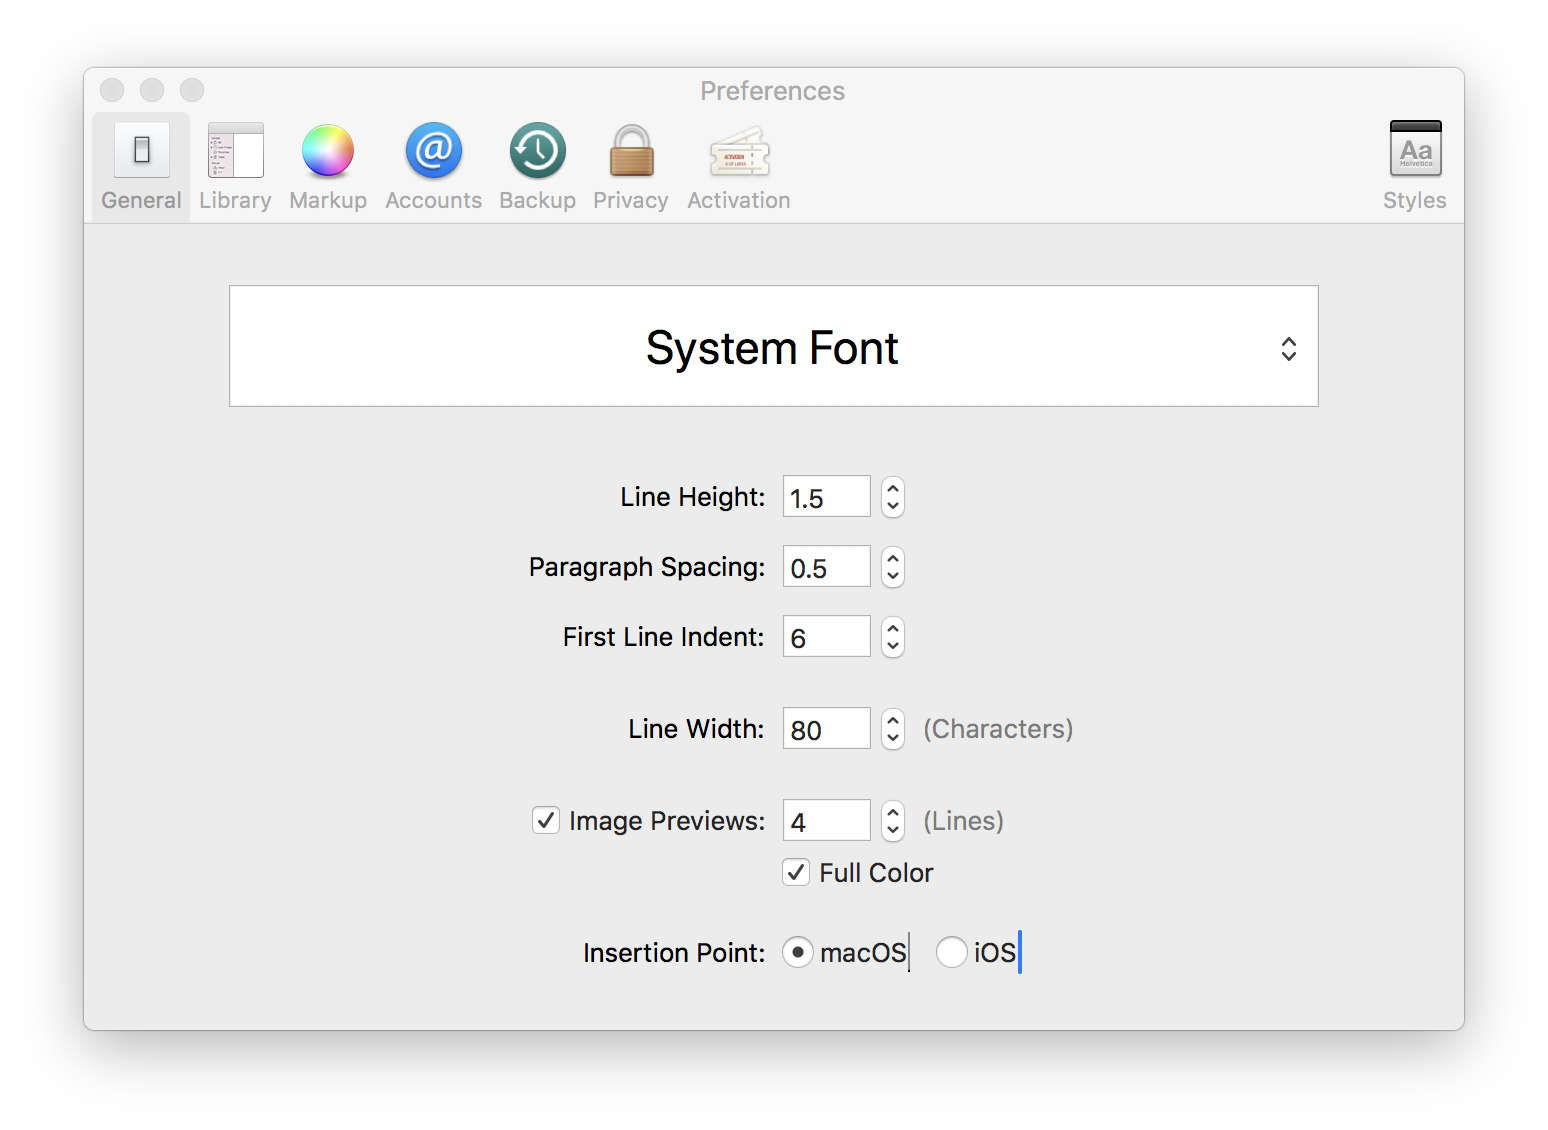 Preferences
General Library Markup Accounts Backup Privacy Activation Styles
Aa
Helvetica
System Font
Line Height: 1.5
Paragraph Spacing: 0.5
First Line Indent: 6
Line Width: 80 (Characters)
Image Previews: 4 (Lines)
Full Color
Insertion Point: macOS iOS